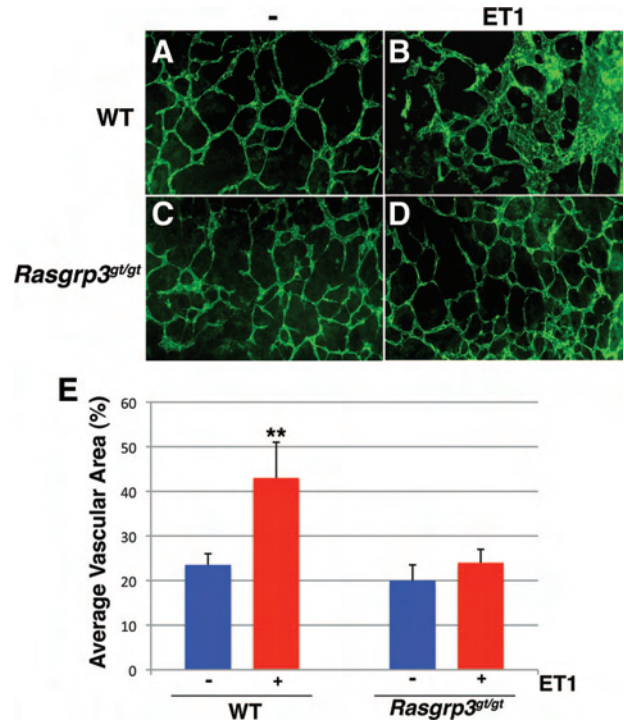 - ET1
A B
WT
C D
Rasgrp3gt/gt
E
Average Vascular Area (%)
60
50
40
30
20
10
0
**
- + - + ET1
WT Rasgrp3gt/gt